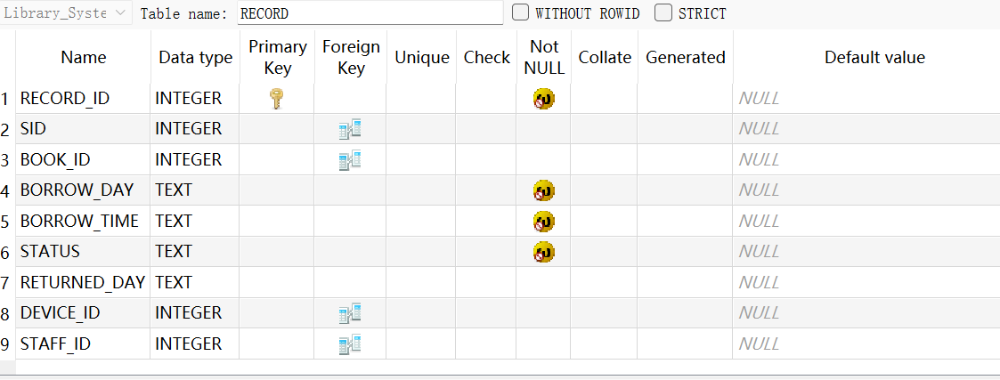 Library_Syste Table name: RECORD WITHOUT ROWID STRICT
Name Data type Primary Key Foreign Key Unique Check Not NULL Collate Generated Default value
1 RECORD_ID INTEGER NULL
2 SID INTEGER NULL
3 BOOK_ID INTEGER NULL
4 BORROW_DAY TEXT NULL
5 BORROW_TIME TEXT NULL
6 STATUS TEXT NULL
7 RETURNED_DAY TEXT NULL
8 DEVICE_ID INTEGER NULL
9 STAFF_ID INTEGER NULL